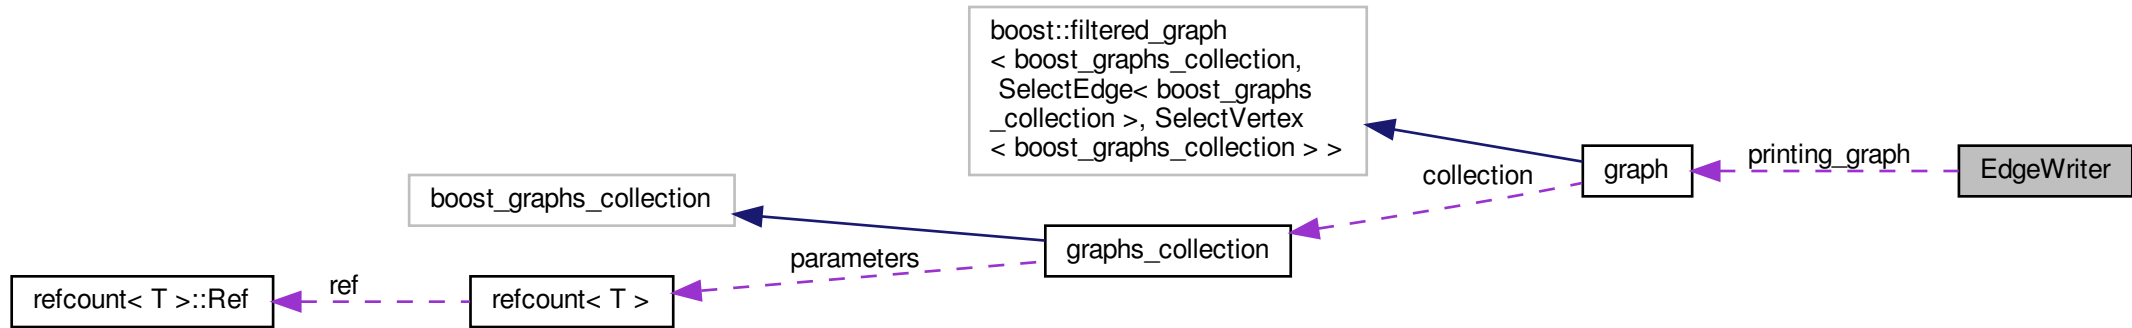 boost::filtered_graph
< boost_graphs_collection,
SelectEdge< boost_graphs
_collection >, SelectVertex
< boost_graphs_collection > >
printing_graph
graph
EdgeWriter
collection
boost_graphs_collection
graphs_collection
parameters
refcount< T >::Ref
ref
refcount< T >